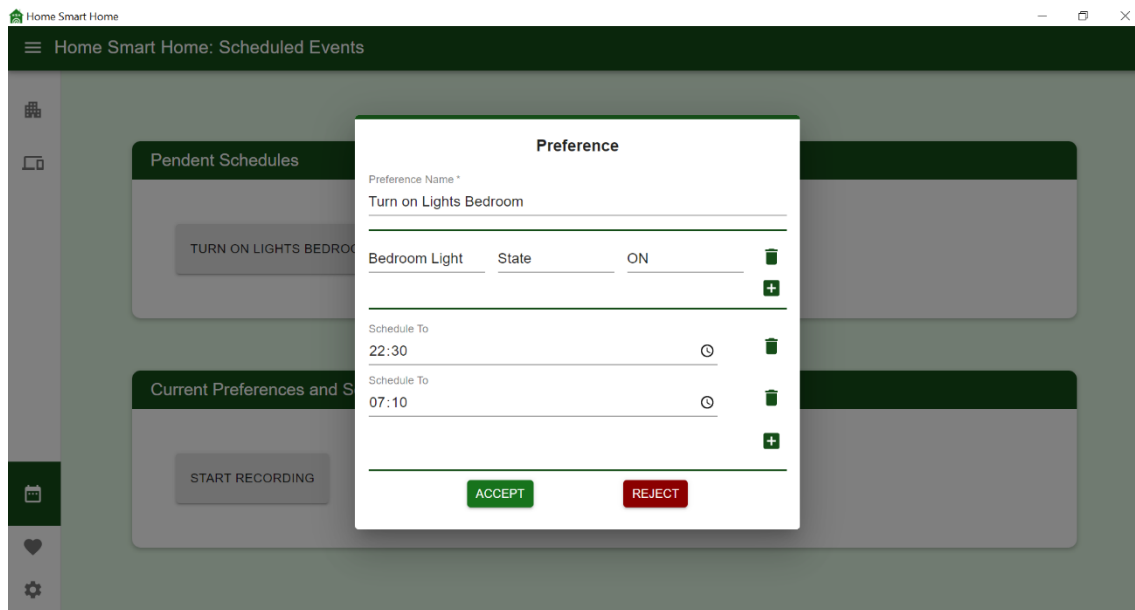 Home Smart Home
Home Smart Home: Scheduled Events
Pendent Schedules
TURN ON LIGHTS
Current Preferences and
START RECORDING
Preference
Preference Name *
Turn on Lights Bedroom
Bedroom Light State ON
Schedule To
22:30
Schedule To
07:10
ACCEPT REJECT